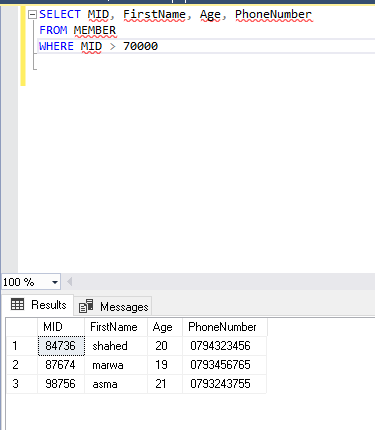 SELECT MID, FirstName, Age, PhoneNumber
FROM MEMBER
WHERE MID > 70000
100 %
Results Messages
MID FirstName Age PhoneNumber
1 84736 shahed 20 0794323456
2 87674 marwa 19 0793456765
3 98756 asma 21 0793243755